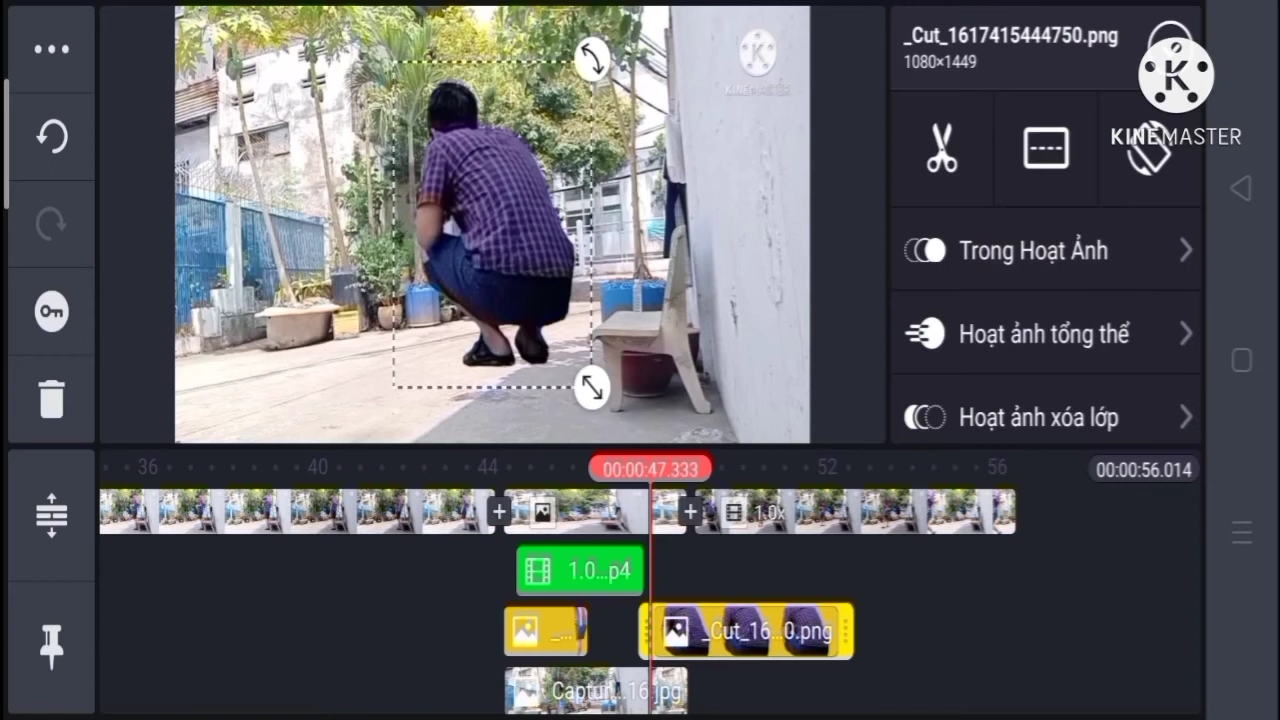 _Cut_1617415444750.png
1080×1449
KINEMASTER
KINEMASTER
Trong Hoạt Ảnh
Hoạt ảnh tổng thể
Hoạt ảnh xóa lớp
36 40 44 00:00:47.333 52 56 00:00:56.014
1.0x
1.0...p4
_... _Cut_16...0.png
Captur...16.jpg